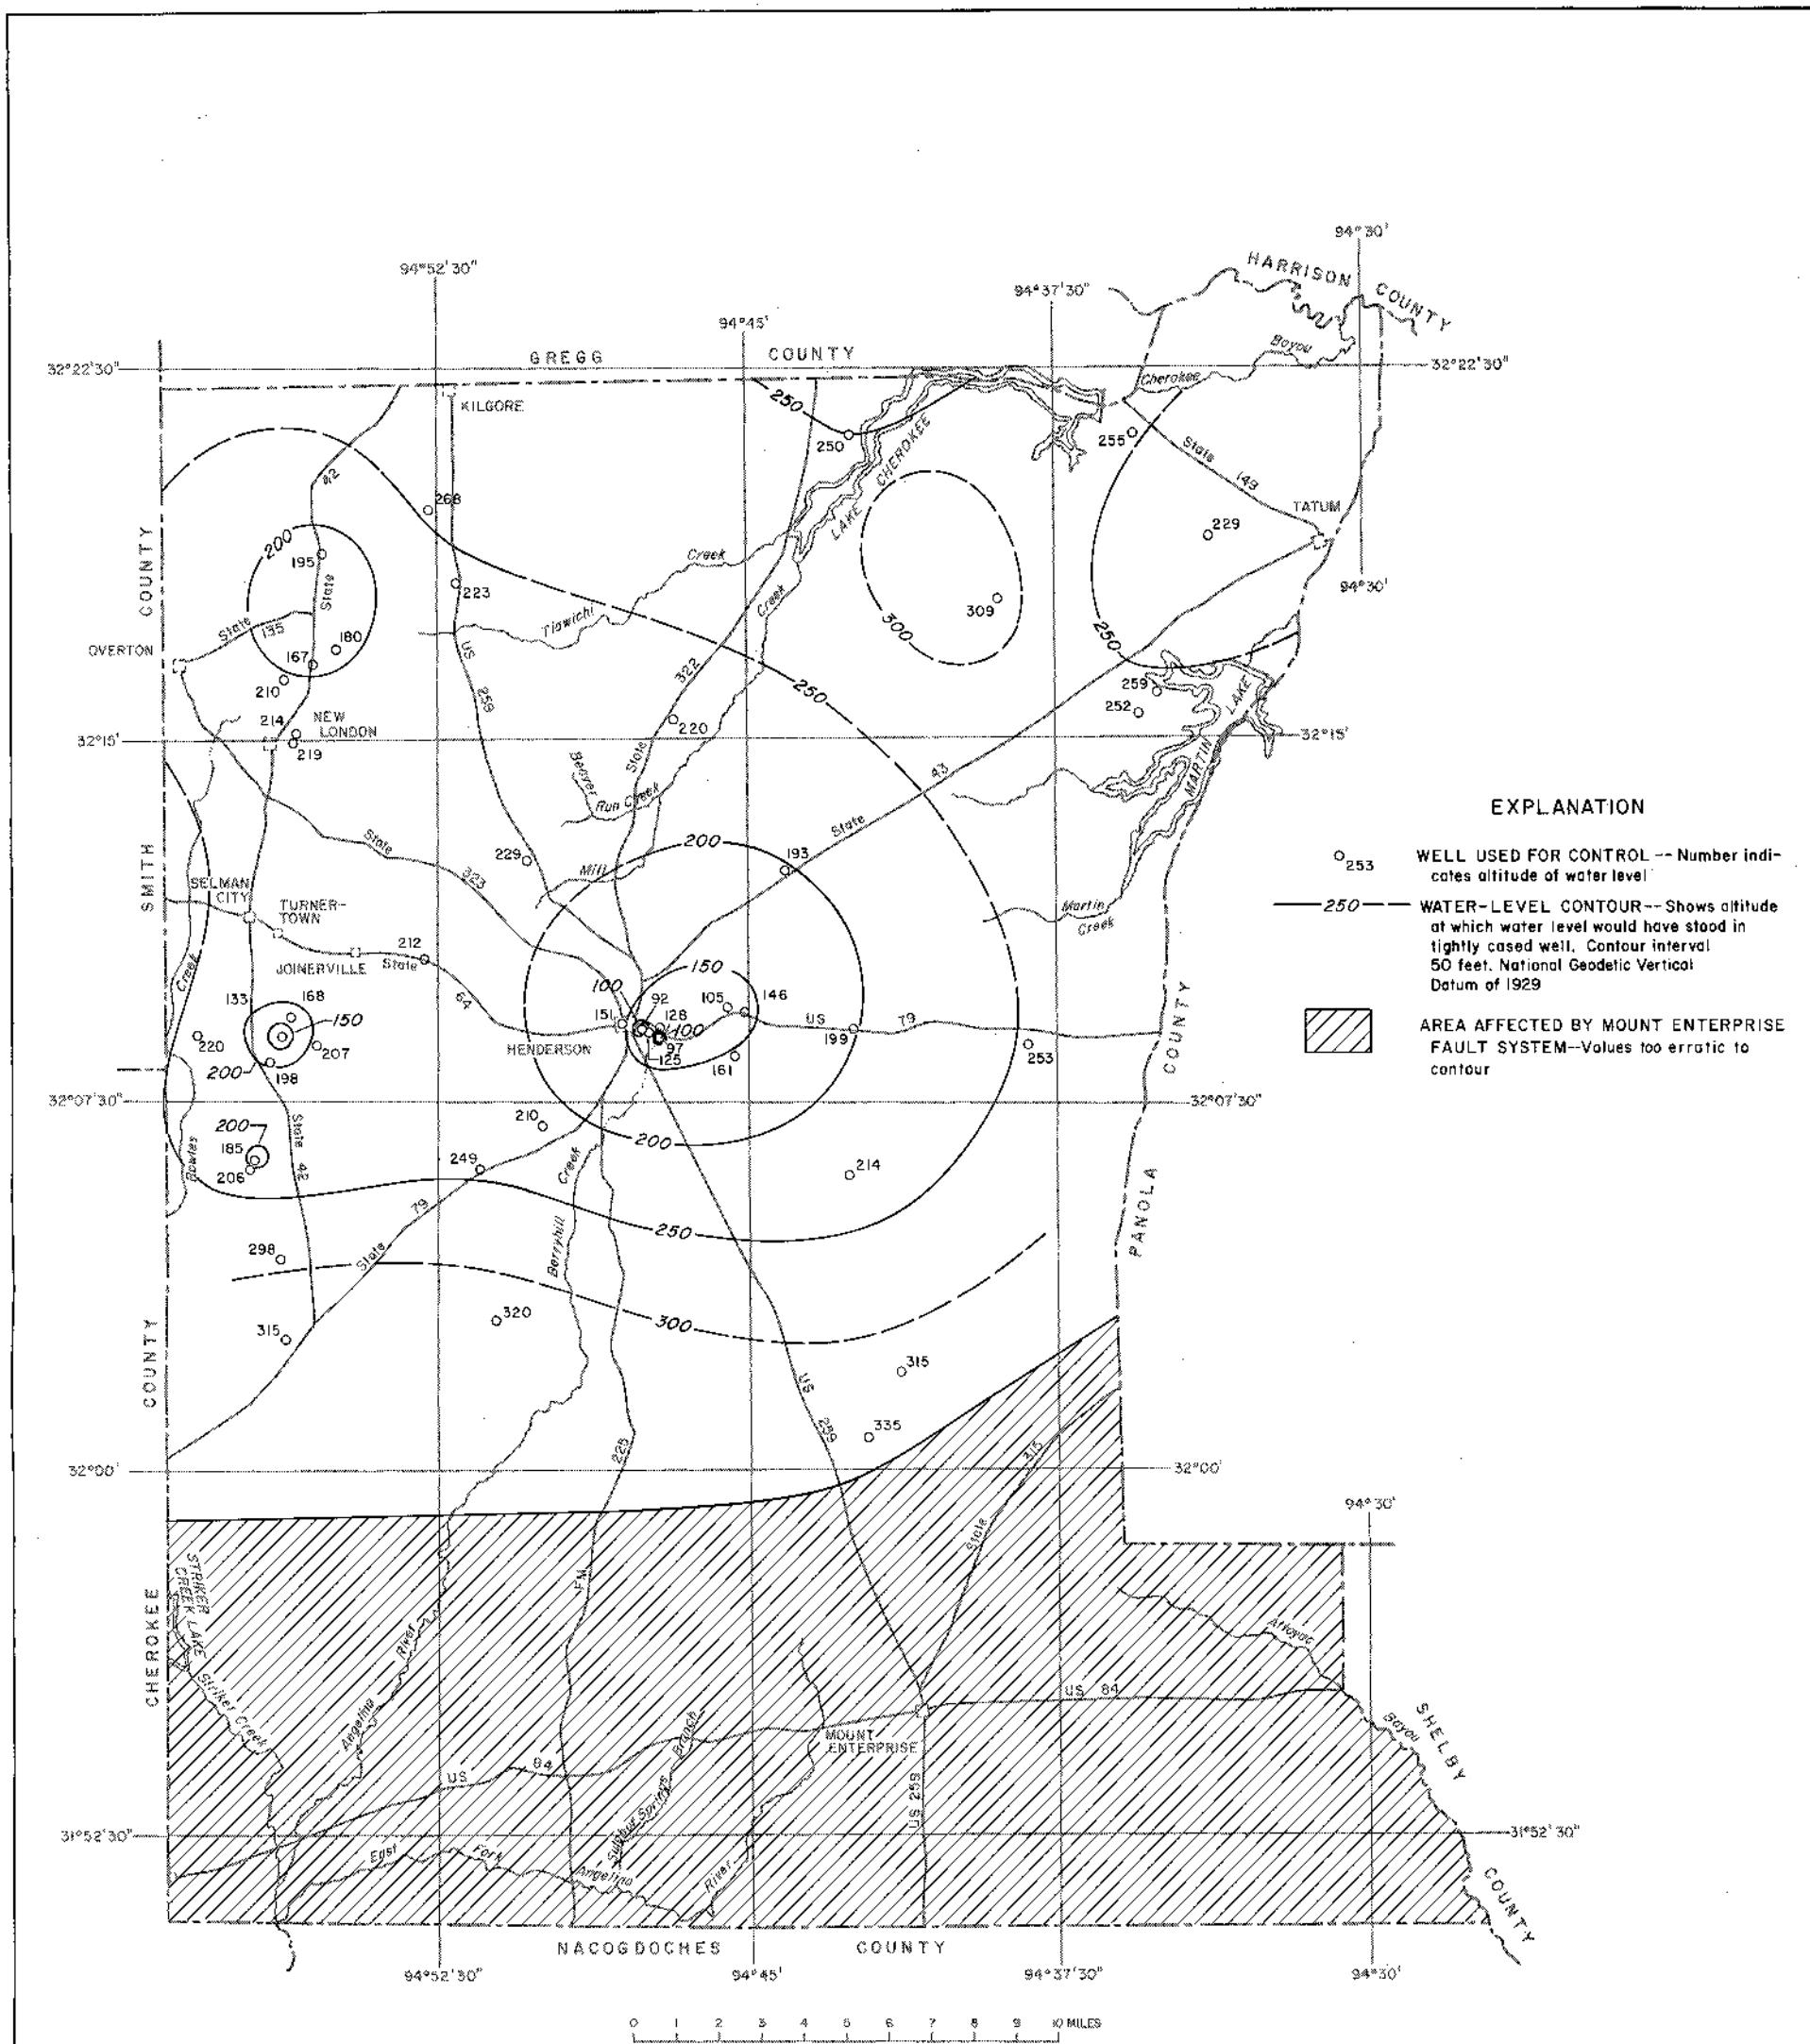 94°30'
HARRISON COUNTY
94°52'30"
94°37'30"
94°45'
GREGG COUNTY
Bayou
32°22'30"
32°22'30"
Cherokee
250
KILGORE
250
255
State
149
42
268
LAKE CHEROKEE
TATUM
229
200
195
Creek
94°30'
COUNTY
State
223
309
Tiawichi
Creek
300
State
135
180
250
OVERTON
167
US
322
259
210
250
259
LAKE
252
214
NEW
LONDON
220
32°15'
219
32°15'
State
MARTIN
Beaver
Run Creek
43
EXPLANATION
State
State
200
193
253
WELL USED FOR CONTROL -- Number indi-
cates altitude of water level
229
Mill
323
SELMAN
CITY
SMITH
TURNER-
TOWN
Martin
Creek
250
WATER-LEVEL CONTOUR--Shows altitude
at which water level would have stood in
tightly cased well. Contour interval
50 feet. National Geodetic Vertical
Datum of 1929
212
JOINERVILLE
State
150
Creek
64
100
133
168
92
105
146
150
151
128
US
79
100
220
207
HENDERSON
97
199
253
125
161
200
198
COUNTY
AREA AFFECTED BY MOUNT ENTERPRISE
FAULT SYSTEM--Values too erratic to
contour
32°07'30"
32°07'30"
210
200
State 42
200
185
206
Bowles
249
Creek
214
79
250
PANOLA
298
State
Berryhill
320
300
315
COUNTY
315
US
259
335
225
315
32°00'
32°00'
94°30'
State
STRIKER
CREEK LAKE
FM
CHEROKEE
River
Attoyac
Striker Creek
Angelina
US 84
Branch
MOUNT
ENTERPRISE
Bayou
SHELBY
US
84
Sulphur Springs
US 259
31°52'30"
31°52'30"
East Fork
Angelina
River
COUNTY
NACOGDOCHES COUNTY
94°52'30"
94°45'
94°37'30"
94°30'
0 1 2 3 4 5 6 7 8 9 10 MILES